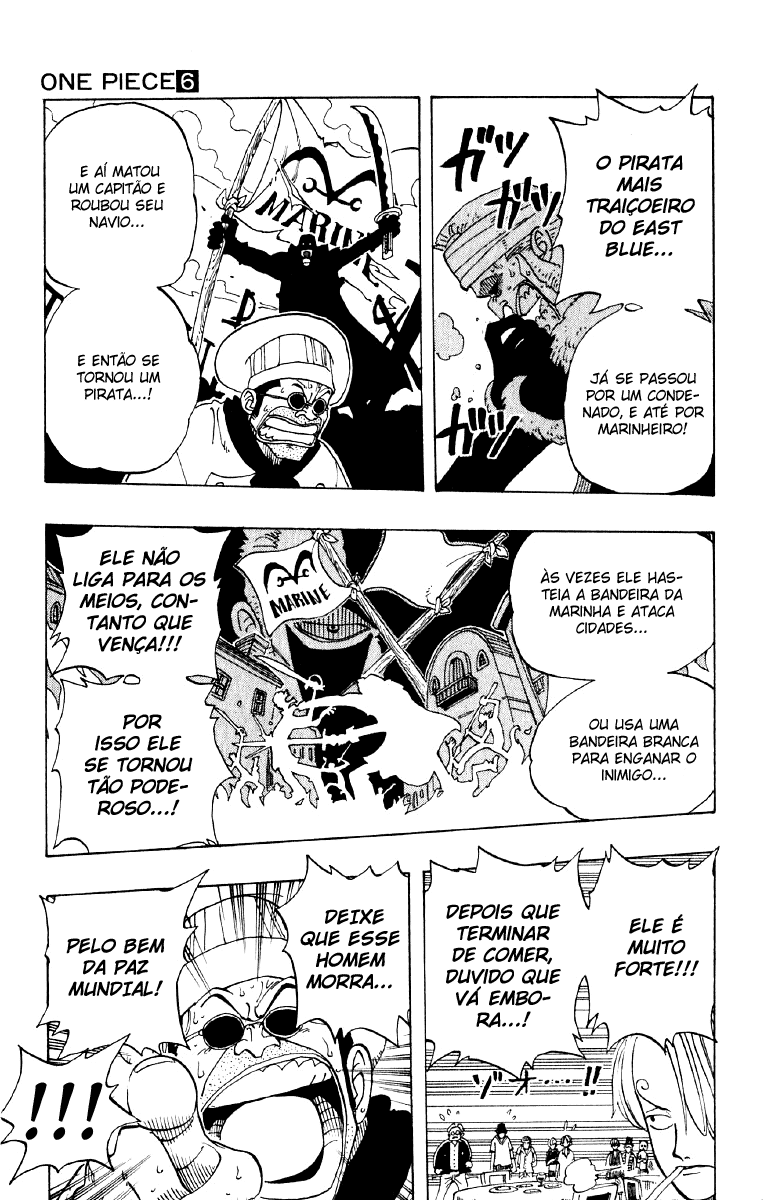 ONE PIECE 6
O PIRATA
MAIS
TRAIÇOEIRO
DO EAST
BLUE...
JÁ SE PASSOU
POR UM CONDE-
NADO, E ATÉ POR
MARINHEIRO!
ガツ
ガツ
ガツ
E AÍ MATOU
UM CAPITÃO E
ROUBOU SEU
NAVIO...
MARINE
E ENTÃO SE
TORNOU UM
PIRATA...!
ÀS VEZES ELE HAS-
TEIA A BANDEIRA DA
MARINHA E ATACA
CIDADES...
OU USA UMA
BANDEIRA BRANCA
PARA ENGANAR O
INIMIGO...
MARINE
ELE NÃO
LIGA PARA OS
MEIOS, CON-
TANTO QUE
VENÇA!!!
POR
ISSO ELE
SE TORNOU
TÃO PODE-
ROSO...!
ELE É
MUITO
FORTE!!!
DEPOIS QUE
TERMINAR
DE COMER,
DUVIDO QUE
VÁ EMBO-
RA...!
ゾオ...!!
DEIXE
QUE ESSE
HOMEM
MORRA...
PELO BEM
DA PAZ
MUNDIAL!
!!!